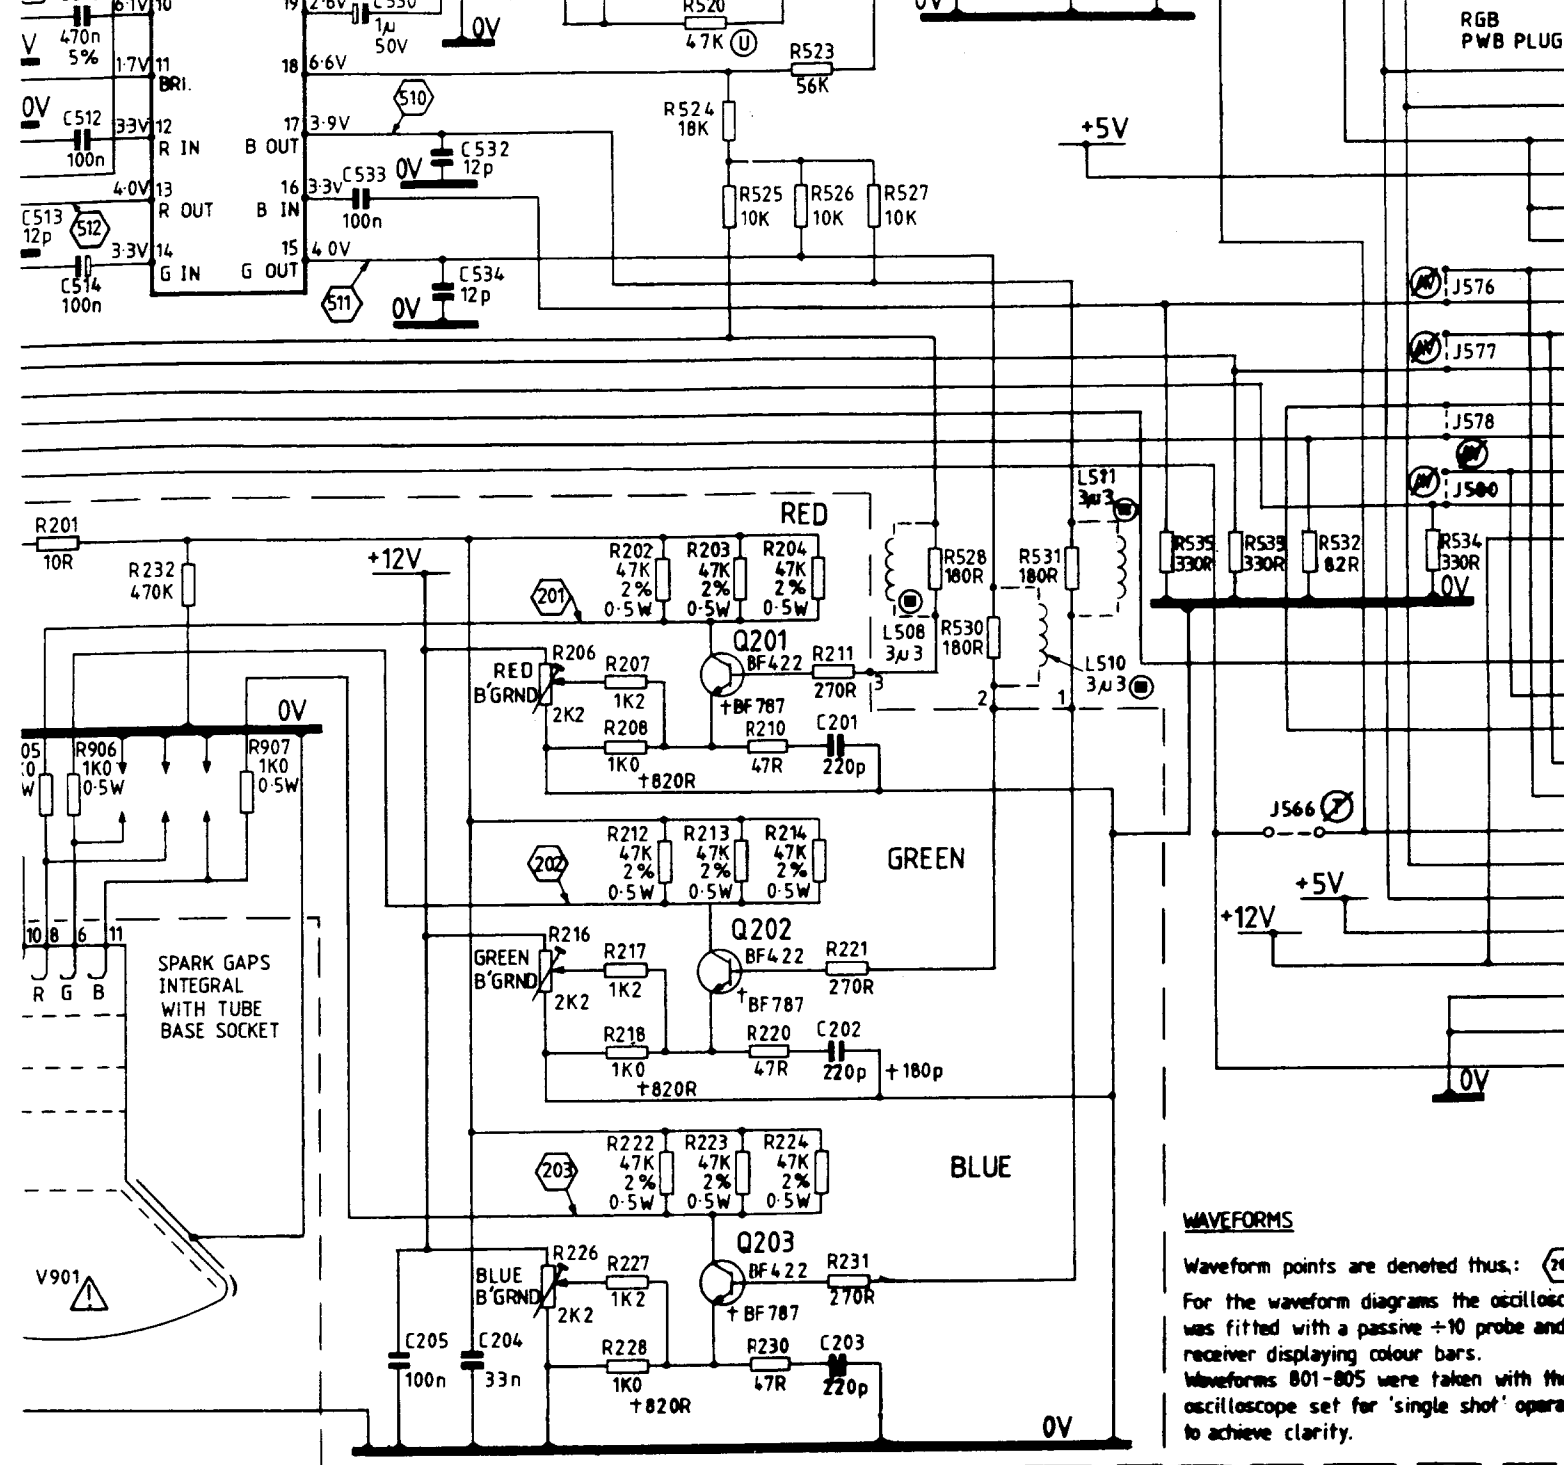 6.1V 10
470n
5%
V
1.7V 11
BRI.
0V
C512
3.3V 12
100n
R IN
4.0V 13
R OUT
C513
12p
512
3.3V 14
G IN
C514
100n
19 2.6V
C530
1µ
50V
0V
18 6.6V
510
17 3.9V
B OUT
C532
0V
12p
16 3.3V C533
B IN
100n
15 4.0V
G OUT
511
C534
12p
0V
R520
47K U
R523
56K
R524
18K
R525
10K
R526
10K
R527
10K
0V
+5V
RGB
PWB PLUG
J576
J577
J578
J580
R201
10R
R232
470K
+12V
RED
R202
47K
2%
0.5W
R203
47K
2%
0.5W
R204
47K
2%
0.5W
201
Q201
BF422
†BF787
RED
B'GRND
R206
2K2
R207
1K2
R208
1K0
†820R
R210
47R
C201
220p
R211
270R
3
L508
3µ3
R528
180R
R530
180R
R531
180R
L511
3µ3
L510
3µ3
2
1
R535
330R
330R
R532
82R
R534
330R
0V
0V
05
R906
1K0
0.5W
R907
1K0
0.5W
10 8 6 11
R G B
SPARK GAPS
INTEGRAL
WITH TUBE
BASE SOCKET
V901
GREEN
R212
47K
2%
0.5W
R213
47K
2%
0.5W
R214
47K
2%
0.5W
202
Q202
BF422
†BF787
GREEN
B'GRND
R216
2K2
R217
1K2
R218
1K0
†820R
R220
47R
C202
220p
†180p
R221
270R
BLUE
R222
47K
2%
0.5W
R223
47K
2%
0.5W
R224
47K
2%
0.5W
203
Q203
BF422
†BF787
BLUE
B'GRND
R226
2K2
R227
1K2
R228
1K0
†820R
R230
47R
C203
220p
R231
270R
C205
100n
C204
33n
0V
J566
+5V
+12V
0V
WAVEFORMS
Waveform points are denoted thus,:
For the waveform diagrams the oscillosc
was fitted with a passive ÷10 probe and
receiver displaying colour bars.
Waveforms 801-805 were taken with the
oscilloscope set for 'single shot' opera
to achieve clarity.